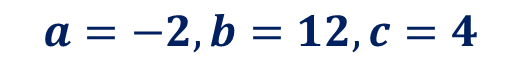 a = −2, b = 12, c = 4